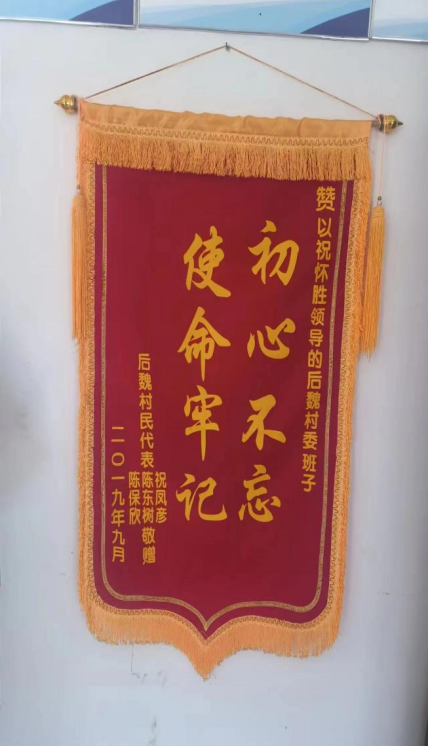 赞以祝怀胜领导的后魏村委班子
初心不忘
使命牢记
祝凤彦
后魏村民代表陈东树敬赠
陈保欣
二〇一九年九月